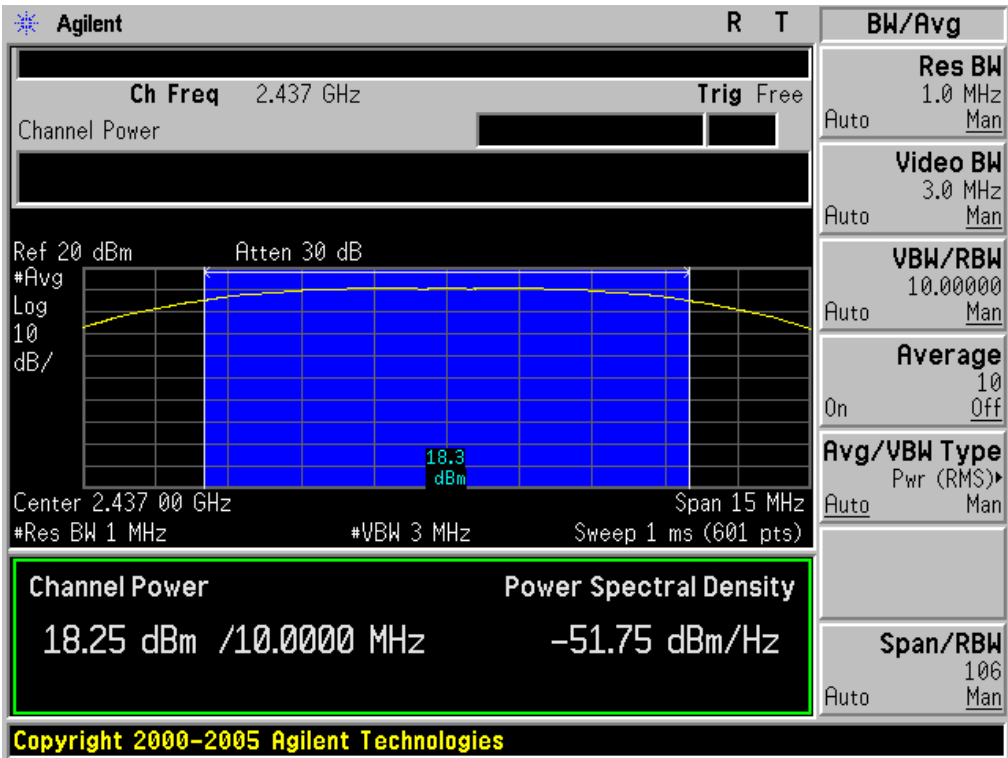 Agilent R T
Ch Freq 2.437 GHz Trig Free
Channel Power
Ref 20 dBm Atten 30 dB
#Avg
Log
10
dB/
18.3
dBm
Center 2.437 00 GHz Span 15 MHz
#Res BW 1 MHz #VBW 3 MHz Sweep 1 ms (601 pts)
Channel Power Power Spectral Density
18.25 dBm /10.0000 MHz -51.75 dBm/Hz
Copyright 2000-2005 Agilent Technologies
BW/Avg
Res BW
1.0 MHz
Auto Man
Video BW
3.0 MHz
Auto Man
VBW/RBW
10.00000
Auto Man
Average
10
On Off
Avg/VBW Type
Pwr (RMS)▸
Auto Man
Span/RBW
106
Auto Man